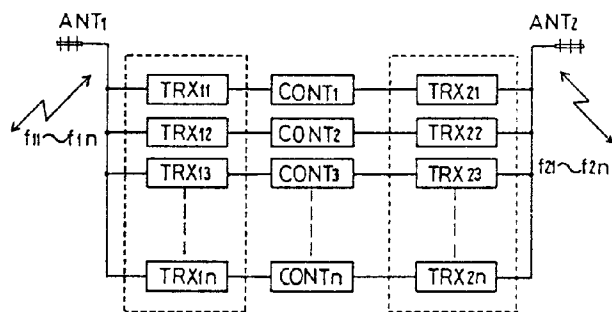 ANT1 ANT2
TRX11 CONT1 TRX21
TRX12 CONT2 TRX22
f11~f1n
TRX13 CONT3 TRX23
f21~f2n
TRX1n CONTn TRX2n